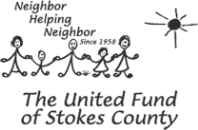 Neighbor
Helping
Neighbor
Since 1958
The United Fund
of Stokes County